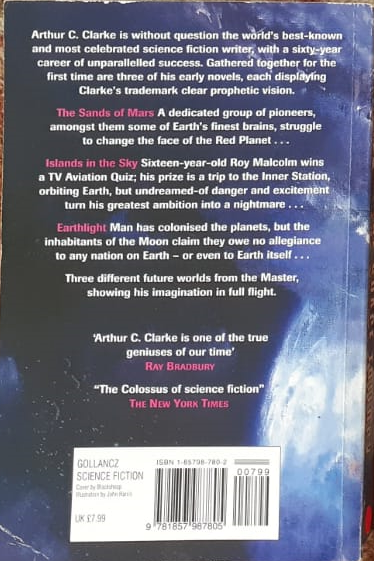 Arthur C. Clarke is without question the world's best-known
and most celebrated science fiction writer, with a sixty-year
career of unparallelled success. Gathered together for the
first time are three of his early novels, each displaying
Clarke's trademark clear prophetic vision.
The Sands of Mars A dedicated group of pioneers,
amongst them some of Earth's finest brains, struggle
to change the face of the Red Planet . . .
Islands in the Sky Sixteen-year-old Roy Malcolm wins
a TV Aviation Quiz; his prize is a trip to the Inner Station,
orbiting Earth, but undreamed-of danger and excitement
turn his greatest ambition into a nightmare . . .
Earthlight Man has colonised the planets, but the
inhabitants of the Moon claim they owe no allegiance
to any nation on Earth – or even to Earth itself . . .
Three different future worlds from the Master,
showing his imagination in full flight.
'Arthur C. Clarke is one of the true
geniuses of our time'
RAY BRADBURY
"The Colossus of science fiction"
THE NEW YORK TIMES
GOLLANCZ
SCIENCE FICTION
Cover by Blacksheep
Illustration by John Harris
UK £7.99
ISBN 1-85798-780-2
00799
9 781857 987805